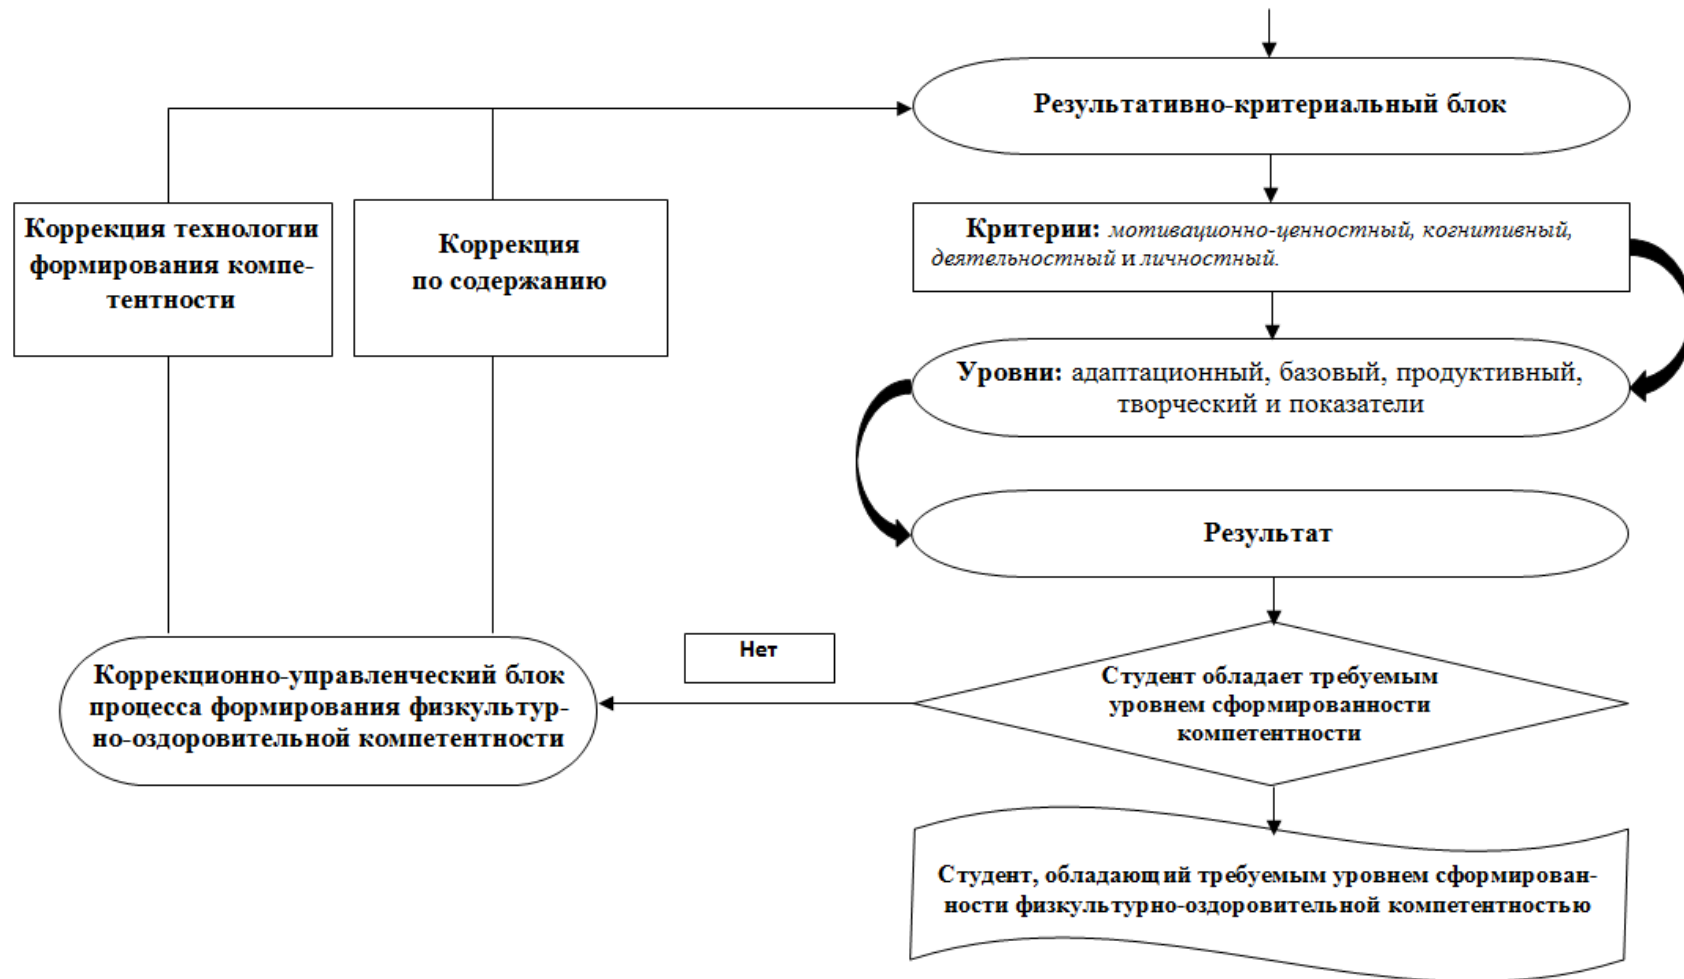 Результативно-критериальный блок
Коррекция технологии
формирования компе-
тентности
Коррекция
по содержанию
Критерии: мотивационно-ценностный, когнитивный,
деятельностный и личностный.
Уровни: адаптационный, базовый, продуктивный,
творческий и показатели
Результат
Нет
Коррекционно-управленческий блок
процесса формирования физкультур-
но-оздоровительной компетентности
Студент обладает требуемым
уровнем сформированности
компетентности
Студент, обладающий требуемым уровнем сформирован-
ности физкультурно-оздоровительной компетентностью